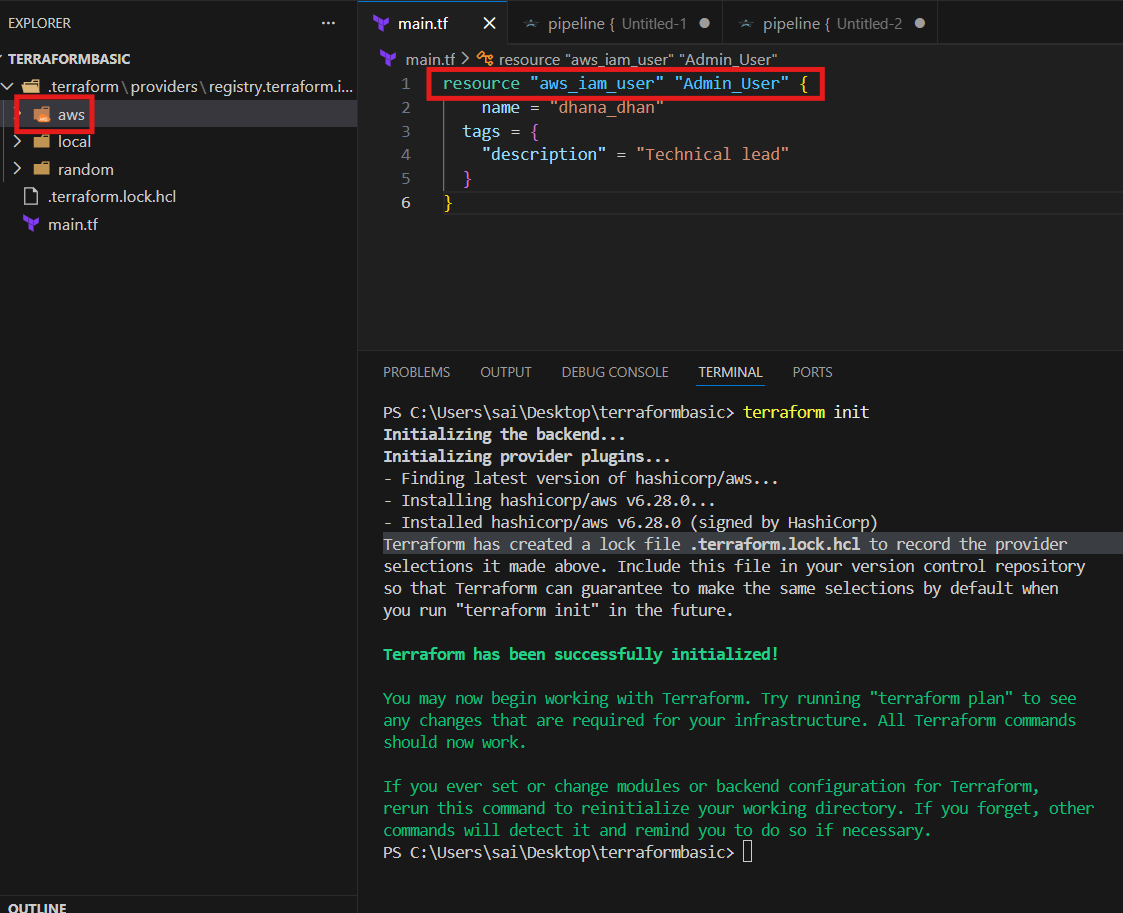 EXPLORER
TERRAFORMBASIC
.terraform\providers\registry.terraform.i...
aws
local
random
.terraform.lock.hcl
main.tf
OUTLINE
main.tf
pipeline { Untitled-1
pipeline { Untitled-2
main.tf > resource "aws_iam_user" "Admin_User"
1 resource "aws_iam_user" "Admin_User" {
2 name = "dhana_dhan"
3 tags = {
4 "description" = "Technical lead"
5 }
6 }
PROBLEMS OUTPUT DEBUG CONSOLE TERMINAL PORTS
PS C:\Users\sai\Desktop\terraformbasic> terraform init
Initializing the backend...
Initializing provider plugins...
- Finding latest version of hashicorp/aws...
- Installing hashicorp/aws v6.28.0...
- Installed hashicorp/aws v6.28.0 (signed by HashiCorp)
Terraform has created a lock file .terraform.lock.hcl to record the provider
selections it made above. Include this file in your version control repository
so that Terraform can guarantee to make the same selections by default when
you run "terraform init" in the future.
Terraform has been successfully initialized!
You may now begin working with Terraform. Try running "terraform plan" to see
any changes that are required for your infrastructure. All Terraform commands
should now work.
If you ever set or change modules or backend configuration for Terraform,
rerun this command to reinitialize your working directory. If you forget, other
commands will detect it and remind you to do so if necessary.
PS C:\Users\sai\Desktop\terraformbasic>